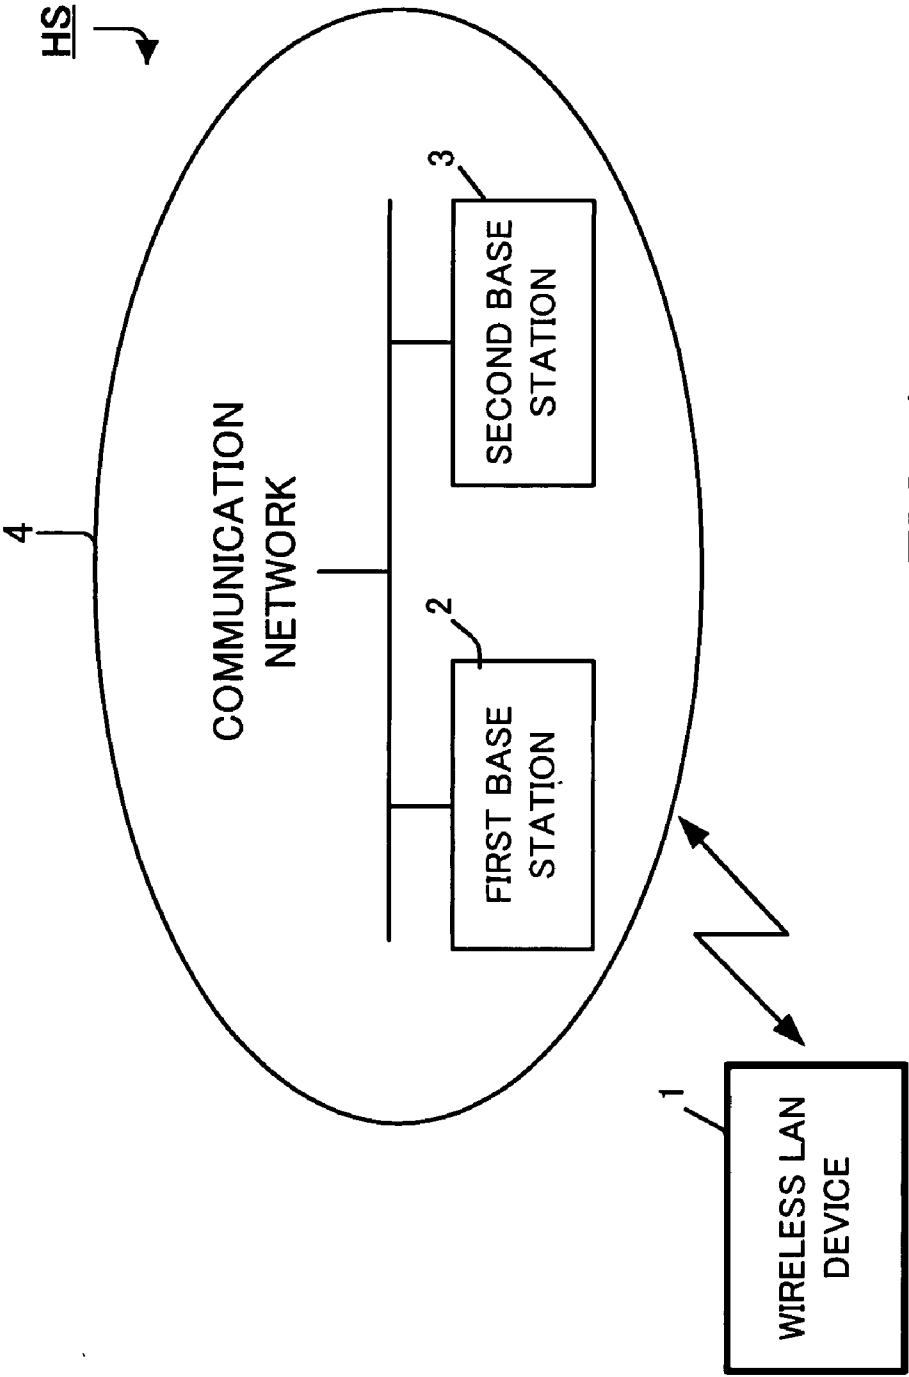 HS
4
COMMUNICATION
NETWORK
2
3
FIRST BASE
STATION
SECOND BASE
STATION
1
WIRELESS LAN
DEVICE